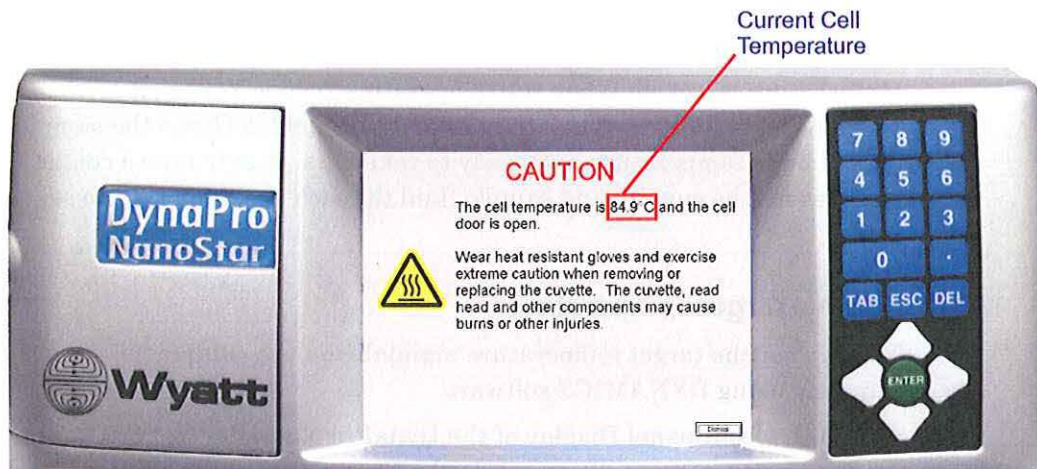 Current Cell
Temperature
CAUTION
The cell temperature is 84.9°C and the cell
door is open.
Wear heat resistant gloves and exercise
extreme caution when removing or
replacing the cuvette. The cuvette, read
head and other components may cause
burns or other injuries.
DynaPro
NanoStar
Wyatt
7 8 9
4 5 6
1 2 3
0 .
TAB ESC DEL
ENTER